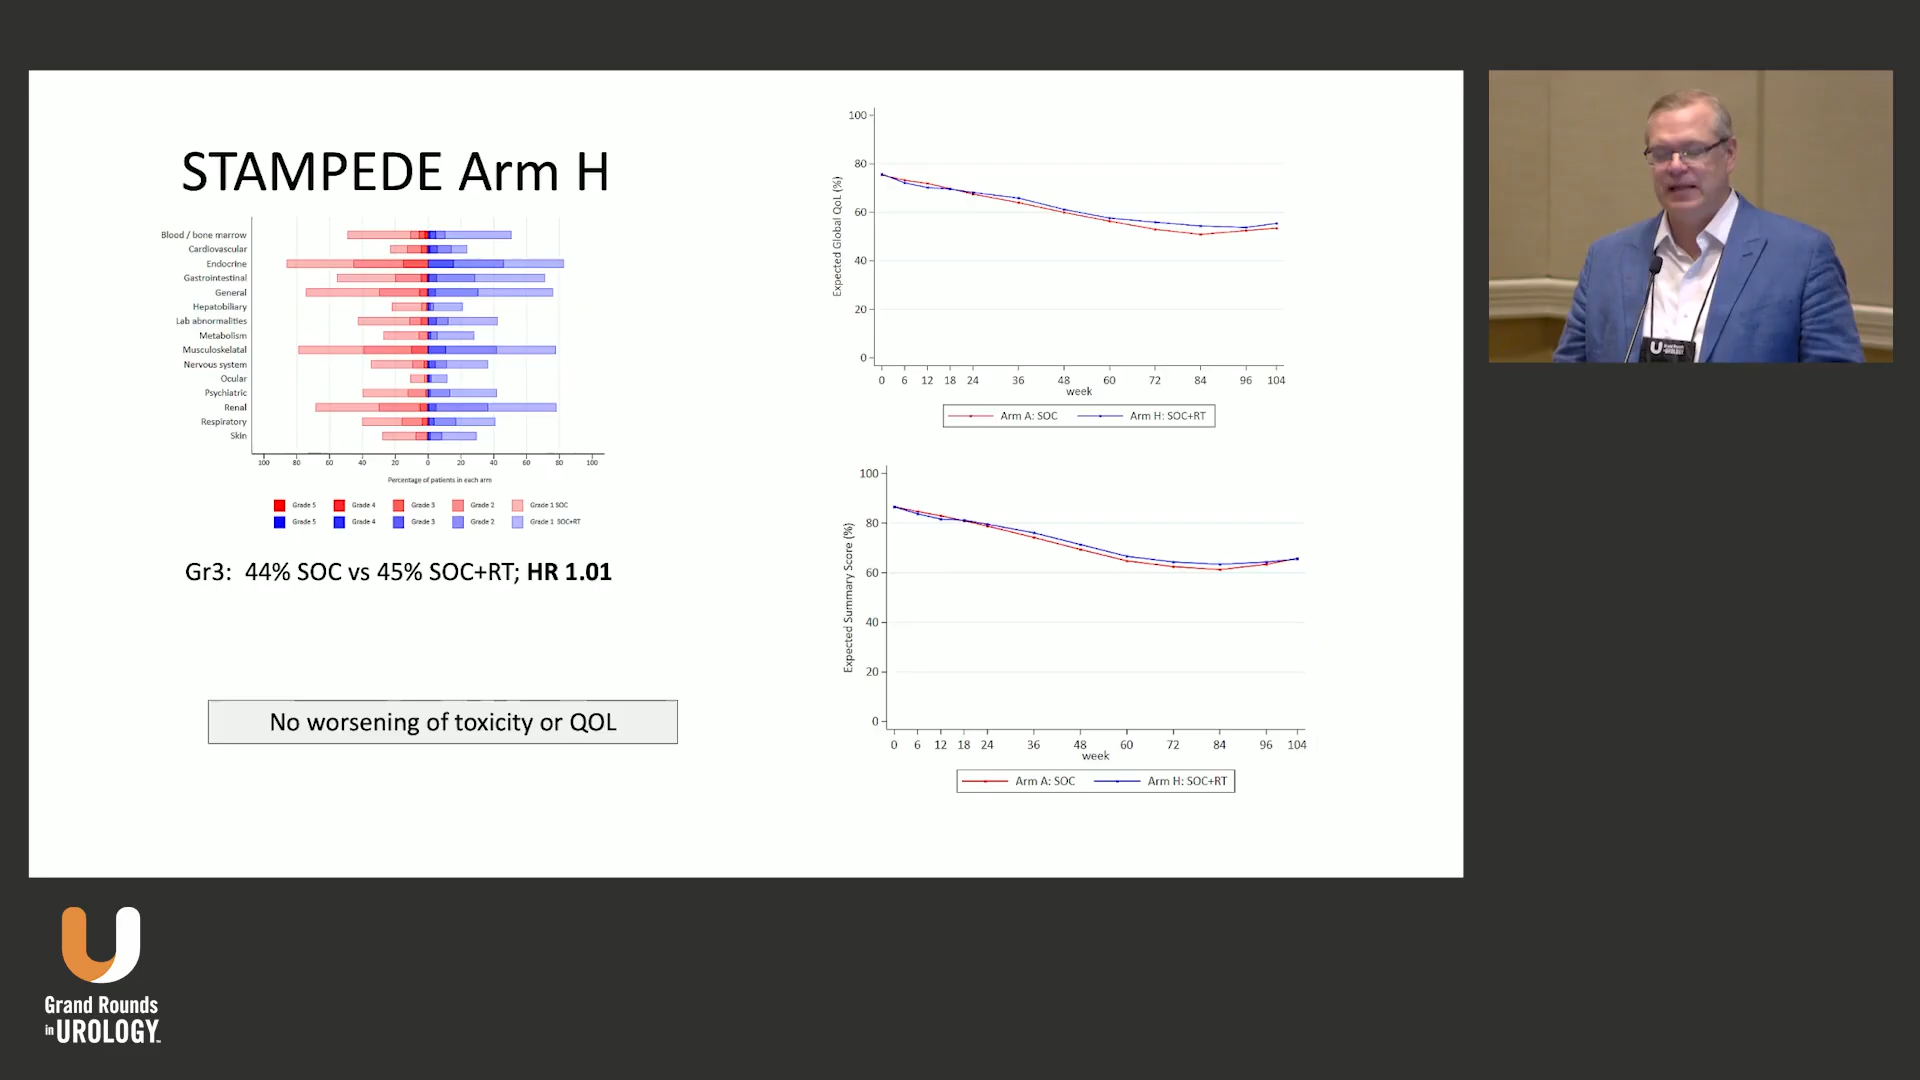 STAMPEDE Arm H
Blood / bone marrow
Cardiovascular
Endocrine
Gastrointestinal
General
Hepatobiliary
Lab abnormalities
Metabolism
Musculoskelatal
Nervous system
Ocular
Psychiatric
Renal
Respiratory
Skin
100 80 60 40 20 0 20 40 60 80 100
Percentage of patients in each arm
Grade 5 Grade 4 Grade 3 Grade 2 Grade 1 SOC
Grade 5 Grade 4 Grade 3 Grade 2 Grade 1 SOC+RT
Gr3: 44% SOC vs 45% SOC+RT; HR 1.01
No worsening of toxicity or QOL
Expected Global QoL (%)
100
80
60
40
20
0
0 6 12 18 24 36 48 60 72 84 96 104
week
Arm A: SOC Arm H: SOC+RT
Expected Summary Score (%)
100
80
60
40
20
0
0 6 12 18 24 36 48 60 72 84 96 104
week
Arm A: SOC Arm H: SOC+RT
U
Grand Rounds
in UROLOGY
U
Grand Rounds
in UROLOGY™